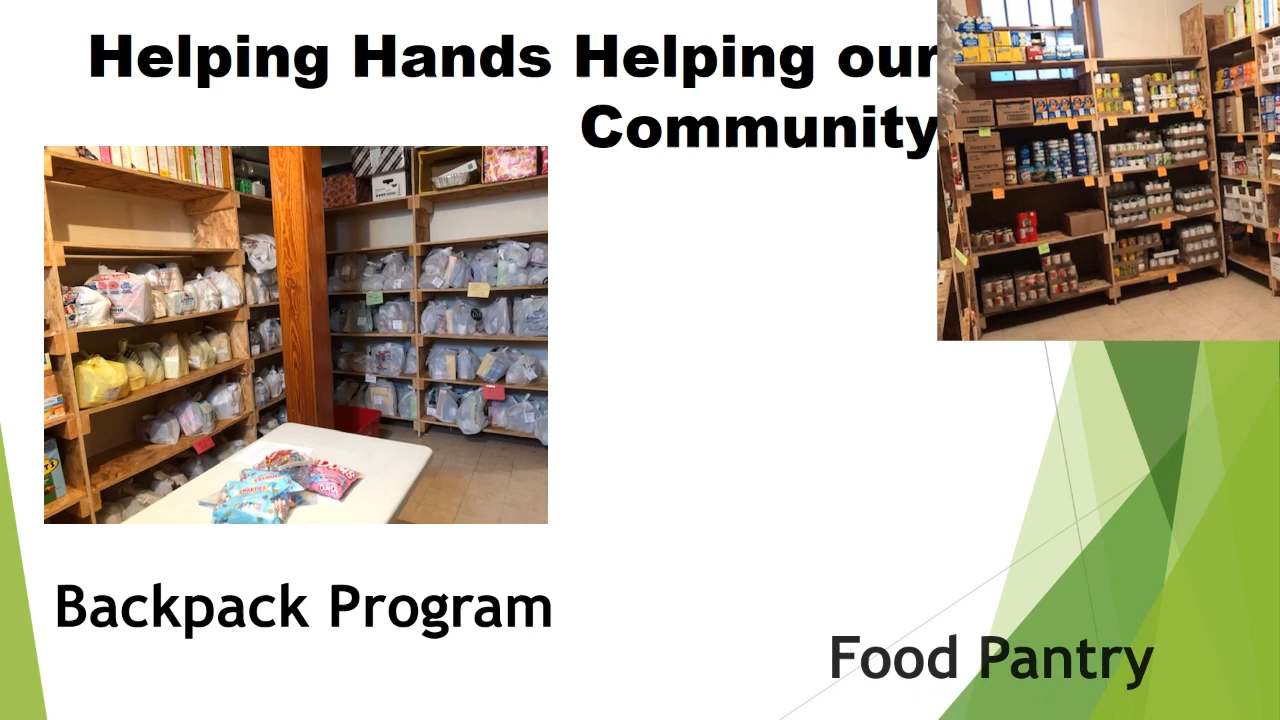 Helping Hands Helping our
Community
Backpack Program
Food Pantry